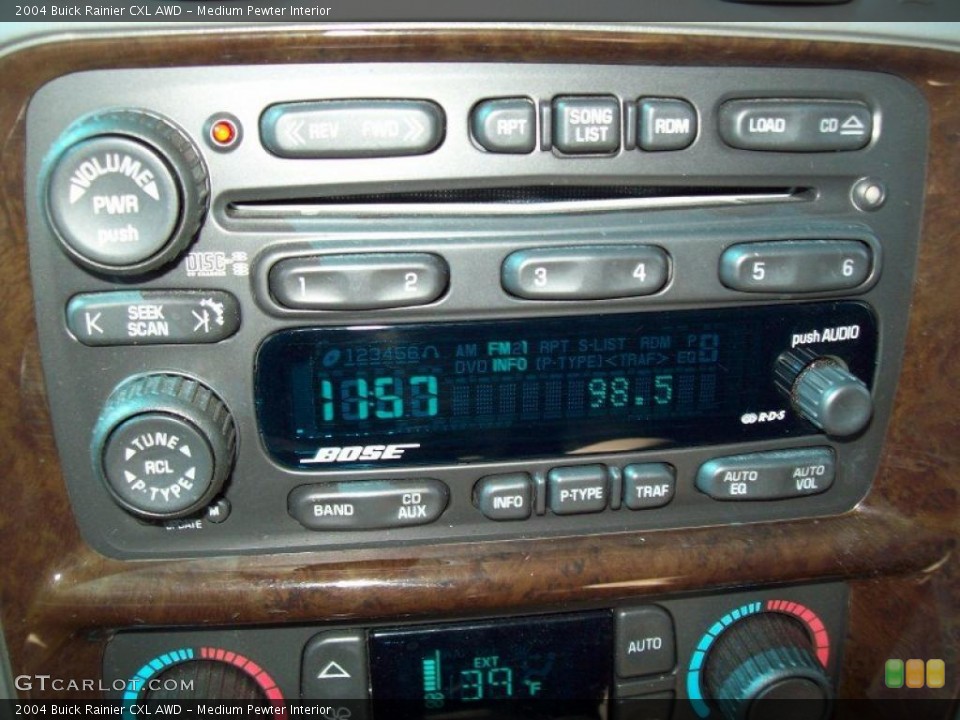 2004 Buick Rainier CXL AWD - Medium Pewter Interior
REV FWD
RPT
SONG LIST
RDM
LOAD CD
VOLUME
PWR
push
DISC
1 2
3 4
5 6
SEEK
SCAN
push AUDIO
123456 AM FM21 RPT S-LIST RDM P
DVD INFO (P-TYPE) <TRAF> EQ
11:57 98.5
R·D·S
BOSE
TUNE
RCL
P-TYPE
BAND
CD
AUX
INFO
P-TYPE
TRAF
AUTO
EQ
AUTO
VOL
AUTO
EXT
39 °F
GTCARLOT.COM
2004 Buick Rainier CXL AWD - Medium Pewter Interior